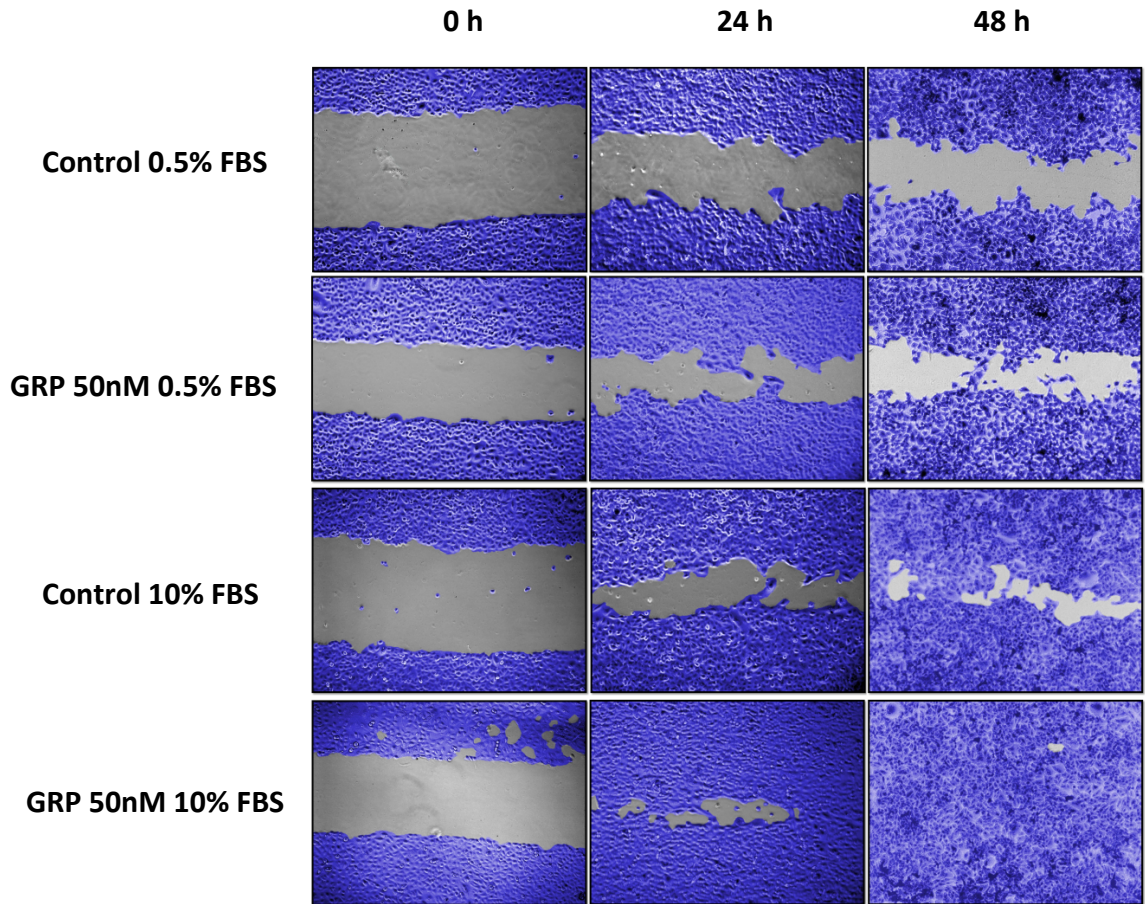 0 h 24 h 48 h
Control 0.5% FBS
GRP 50nM 0.5% FBS
Control 10% FBS
GRP 50nM 10% FBS